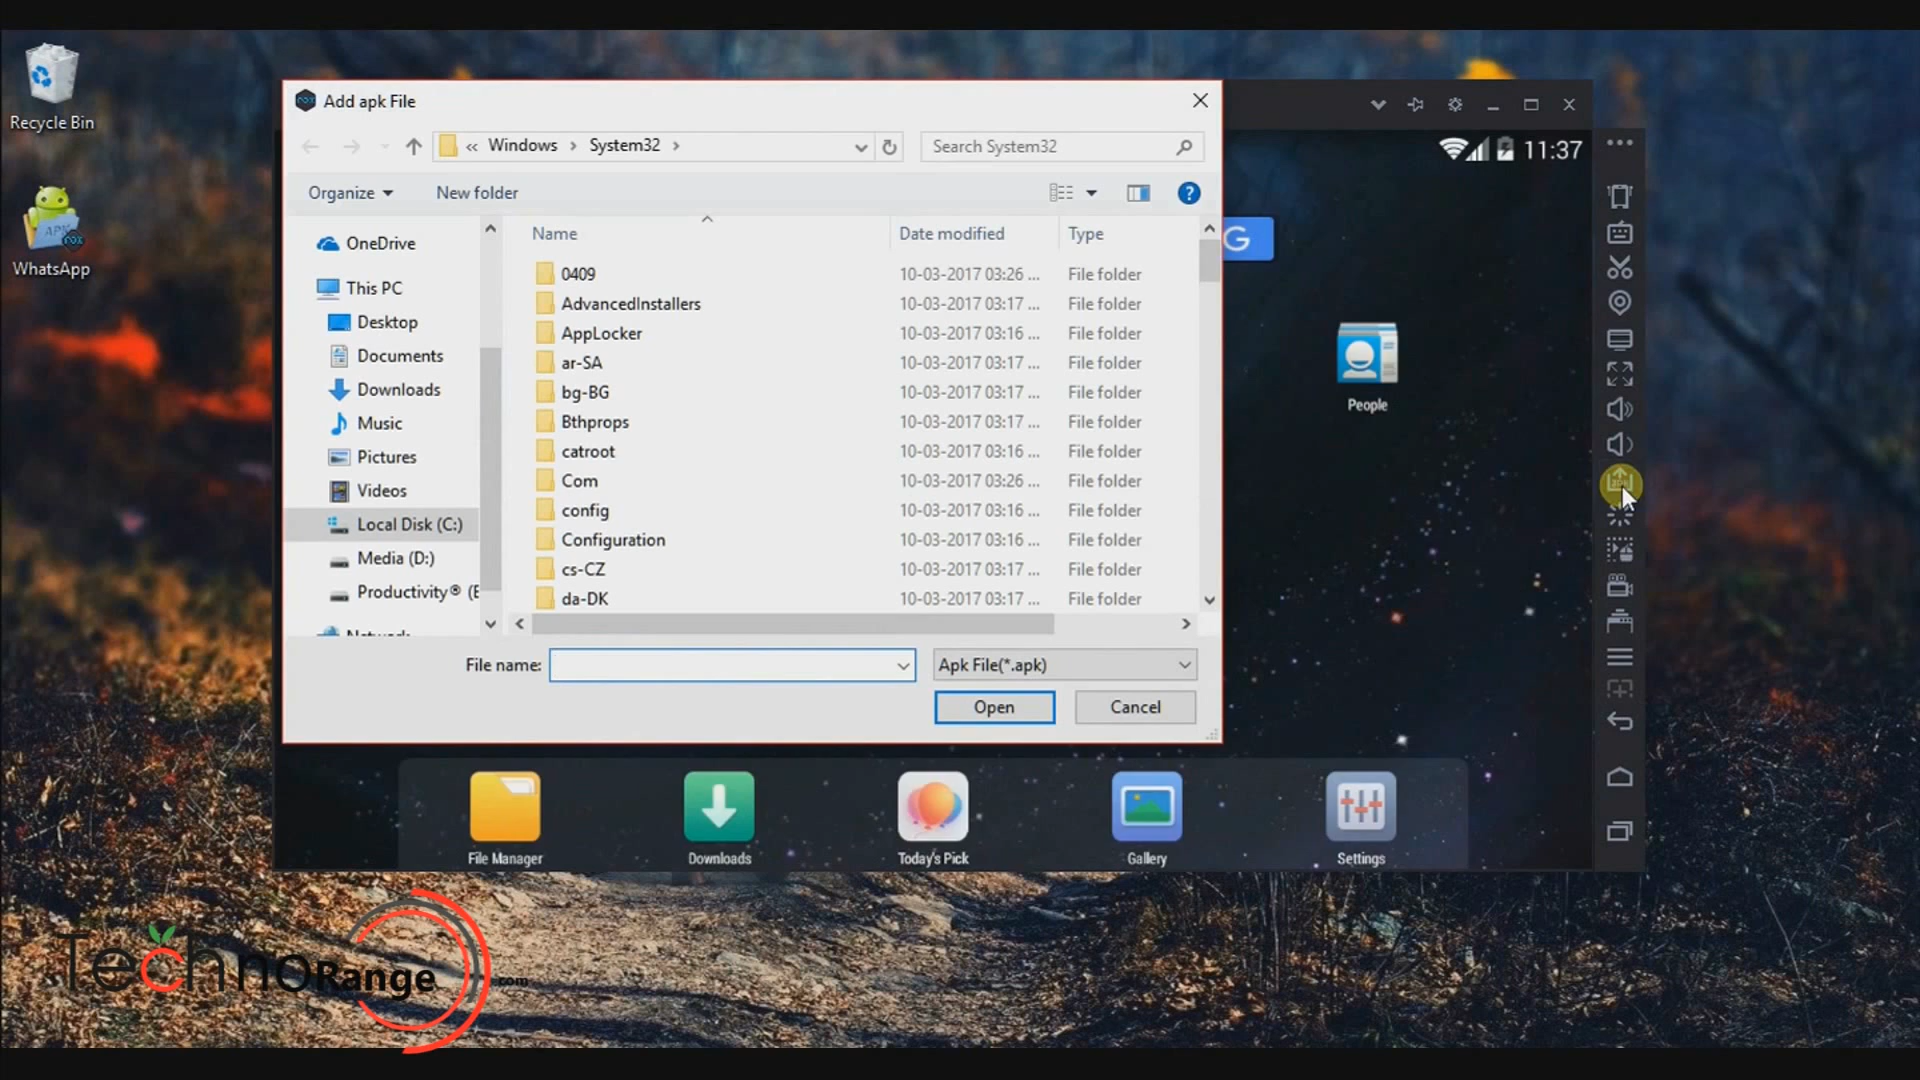 Recycle Bin
WhatsApp
APK
nox
Add apk File
« Windows › System32 ›
Search System32
Organize
New folder
OneDrive
This PC
Desktop
Documents
Downloads
Music
Pictures
Videos
Local Disk (C:)
Media (D:)
Productivity® (E
Network
Name Date modified Type
0409 10-03-2017 03:26 ... File folder
AdvancedInstallers 10-03-2017 03:17 ... File folder
AppLocker 10-03-2017 03:16 ... File folder
ar-SA 10-03-2017 03:17 ... File folder
bg-BG 10-03-2017 03:17 ... File folder
Bthprops 10-03-2017 03:17 ... File folder
catroot 10-03-2017 03:16 ... File folder
Com 10-03-2017 03:26 ... File folder
config 10-03-2017 03:16 ... File folder
Configuration 10-03-2017 03:16 ... File folder
cs-CZ 10-03-2017 03:17 ... File folder
da-DK 10-03-2017 03:17 ... File folder
File name:
Apk File(*.apk)
Open
Cancel
11:37
G
People
File Manager
Downloads
Today's Pick
Gallery
Settings
TechnoRange.com